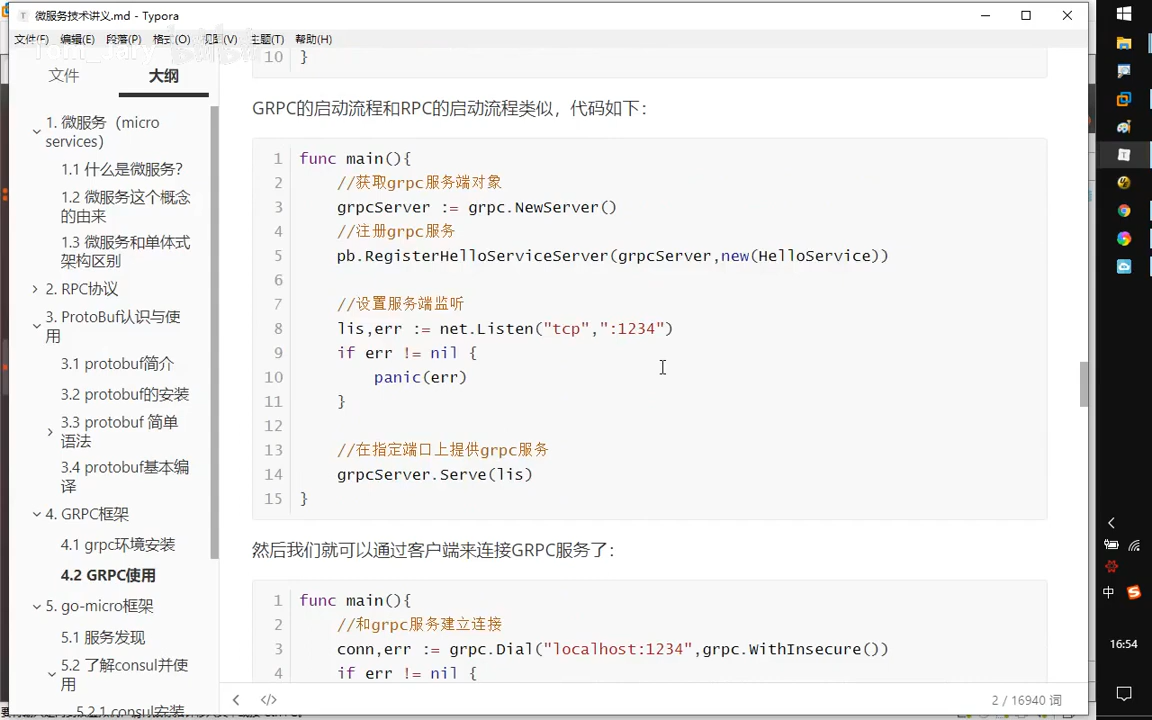 微服务技术讲义.md - Typora
文件(F) 编辑(E) 段落(P) 格式(O) 视图(V) 主题(T) 帮助(H)
文件 大纲
1. 微服务（micro
services）
1.1 什么是微服务？
1.2 微服务这个概念
的由来
1.3 微服务和单体式
架构区别
2. RPC协议
3. ProtoBuf认识与使
用
3.1 protobuf简介
3.2 protobuf的安装
3.3 protobuf 简单
语法
3.4 protobuf基本编
译
4. GRPC框架
4.1 grpc环境安装
4.2 GRPC使用
5. go-micro框架
5.1 服务发现
5.2 了解consul并使
用
5.2.1 consul安装
10 }
GRPC的启动流程和RPC的启动流程类似，代码如下：
1 func main(){
2 //获取grpc服务端对象
3 grpcServer := grpc.NewServer()
4 //注册grpc服务
5 pb.RegisterHelloServiceServer(grpcServer,new(HelloService))
6
7 //设置服务端监听
8 lis,err := net.Listen("tcp",":1234")
9 if err != nil {
10 panic(err)
11 }
12
13 //在指定端口上提供grpc服务
14 grpcServer.Serve(lis)
15 }
然后我们就可以通过客户端来连接GRPC服务了：
1 func main(){
2 //和grpc服务建立连接
3 conn,err := grpc.Dial("localhost:1234",grpc.WithInsecure())
4 if err != nil {
2 / 16940 词
中
16:54